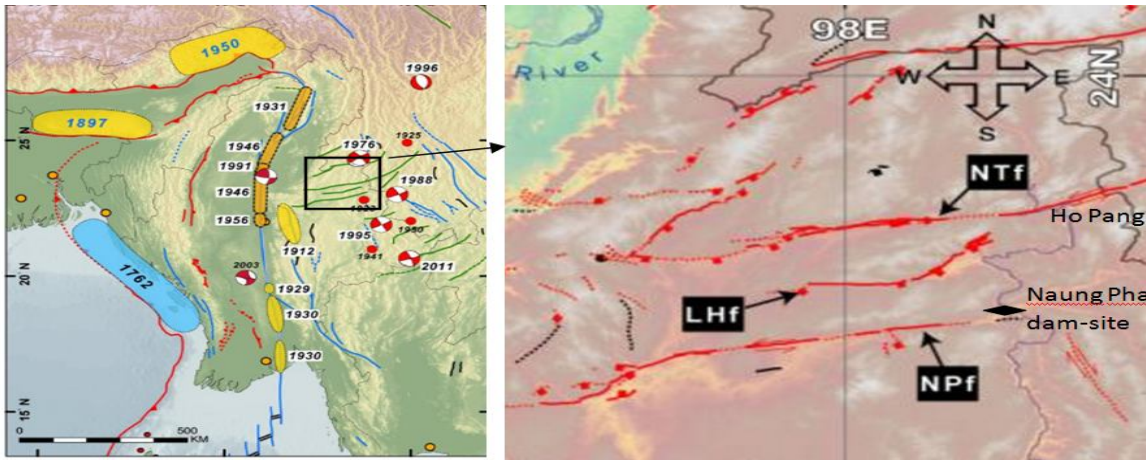 1950
1996
1897
1931
25
N
1946
1976
1925
1991
1988
1946
1956
1995
1950
1912
1941
20
N
1762
2003
2011
1929
1930
1930
15
N
0
500
KM
River
98E
N
W
E
S
24N
NTf
Ho Pang
LHf
Naung Pha
dam-site
NPf